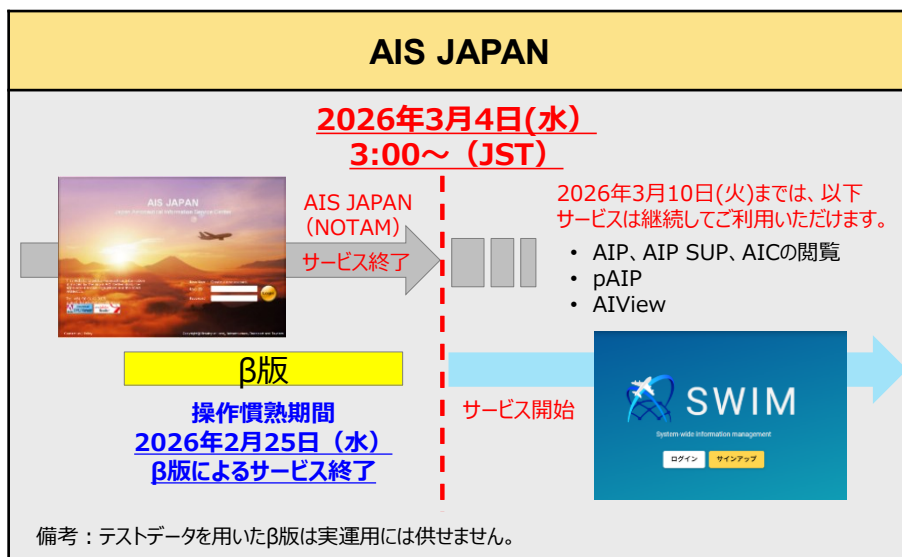 AIS JAPAN
2026年3月4日(水）
3:00～（JST）
AIS JAPAN
AIS JAPAN
（NOTAM）
サービス終了
2026年3月10日(火)までは、以下
サービスは継続してご利用いただけます。
• AIP、AIP SUP、AICの閲覧
• pAIP
• AIView
β版
操作慣熟期間
2026年2月25日（水）
β版によるサービス終了
サービス開始
SWIM
System-wide information management
ログイン
サインアップ
備考：テストデータを用いたβ版は実運用には供せません。